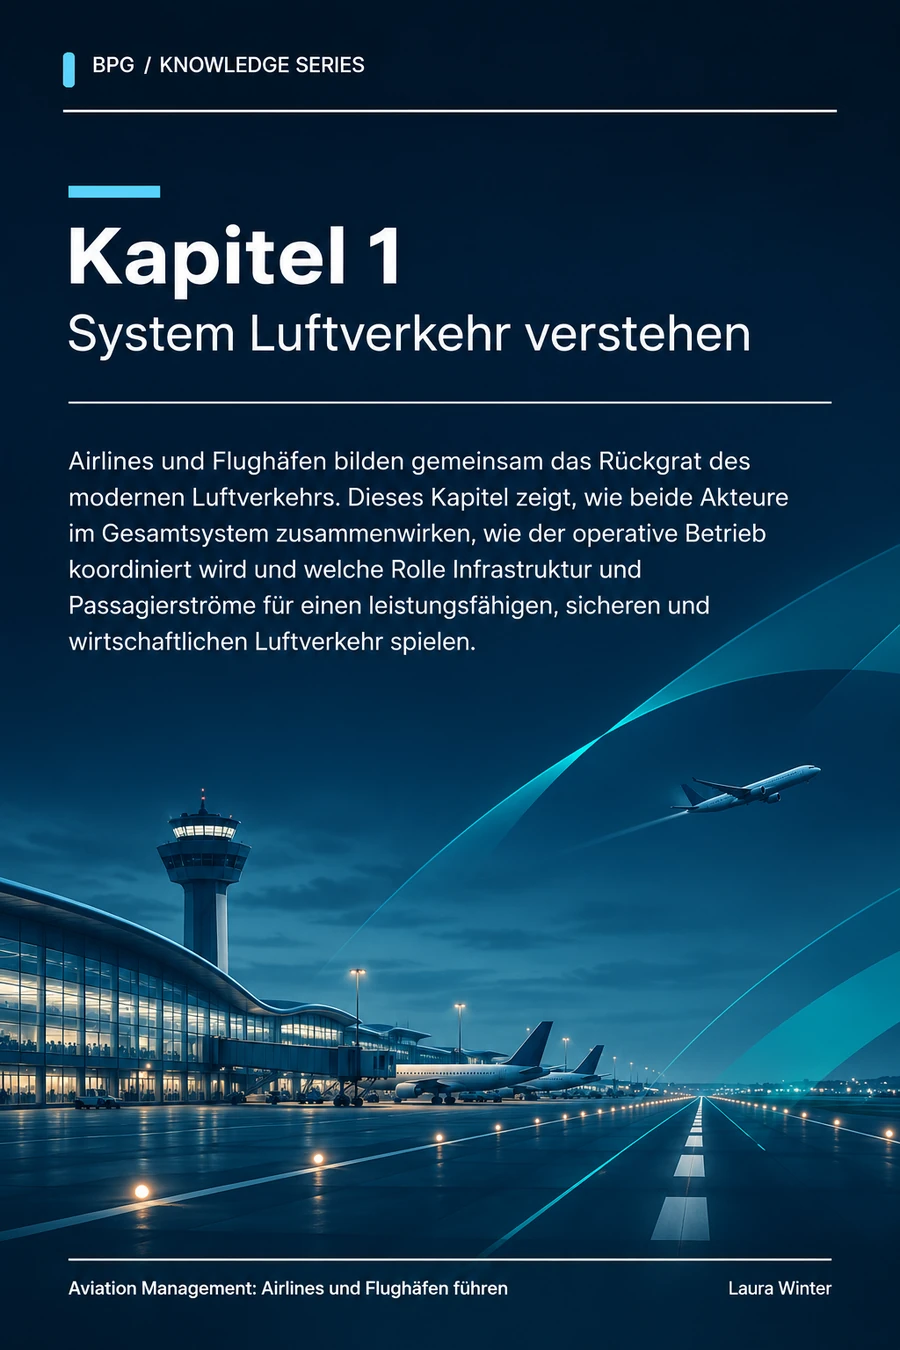 BPG / KNOWLEDGE SERIES
Kapitel 1
System Luftverkehr verstehen
Airlines und Flughäfen bilden gemeinsam das Rückgrat des
modernen Luftverkehrs. Dieses Kapitel zeigt, wie beide Akteure
im Gesamtsystem zusammenwirken, wie der operative Betrieb
koordiniert wird und welche Rolle Infrastruktur und
Passagierströme für einen leistungsfähigen, sicheren und
wirtschaftlichen Luftverkehr spielen.
Aviation Management: Airlines und Flughäfen führen
Laura Winter